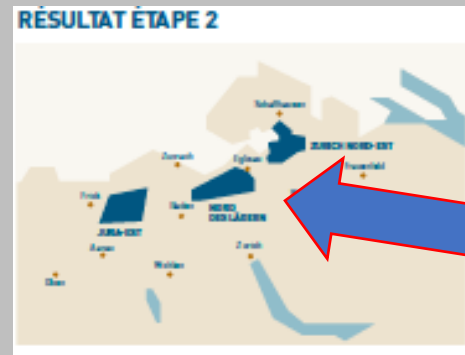 RÉSULTAT ÉTAPE 2
Schaffhausen
ZURICH NORD-EST
Zurzach
Eglisau
Frauenfeld
Frick
Baden
NORD
DES LÄGERN
JURA-EST
Aarau
Zurich
Wohlen
Olten